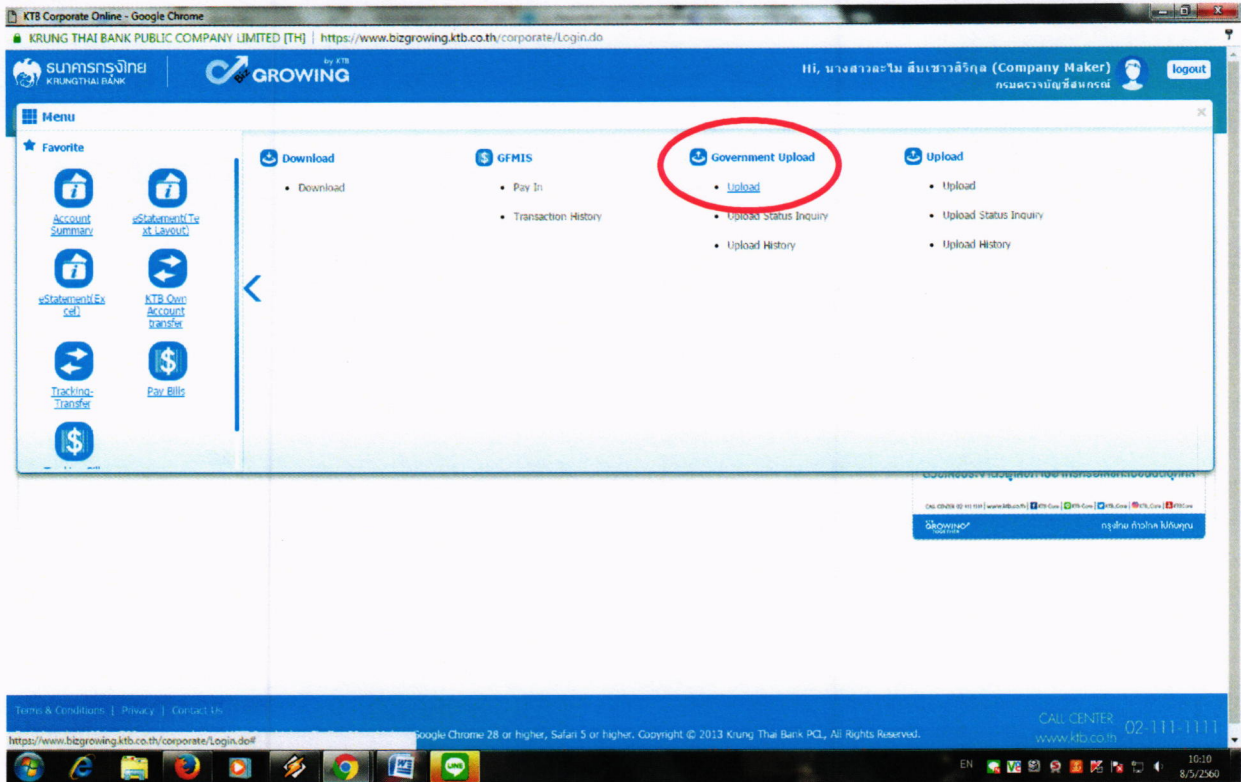 KTB Corporate Online - Google Chrome
KRUNG THAI BANK PUBLIC COMPANY LIMITED [TH] | https://www.bizgrowing.ktb.co.th/corporate/Login.do
ธนาคารกรุงไทย
KRUNGTHAI BANK
by KTB
Biz GROWING
Hi, นางสาวละไม สืบเชาวสิริกุล (Company Maker)
กรมตรวจบัญชีสหกรณ์
logout
Menu
Favorite
Account Summary
eStatement(Text Layout)
eStatement(Excel)
KTB Own Account transfer
Tracking-Transfer
Pay Bills
Download
• Download
GFMIS
• Pay In
• Transaction History
Government Upload
• Upload
• Upload Status Inquiry
• Upload History
Upload
• Upload
• Upload Status Inquiry
• Upload History
GROWING
TOGETHER
กรุงไทย ก้าวไกล ไปกับคุณ
Terms & Conditions | Privacy | Contact Us
CALL CENTER 02-111-1111
www.ktb.co.th
https://www.bizgrowing.ktb.co.th/corporate/Login.do#
Google Chrome 28 or higher, Safari 5 or higher. Copyright © 2013 Krung Thai Bank PCL, All Rights Reserved.
EN
10:10
8/5/2560